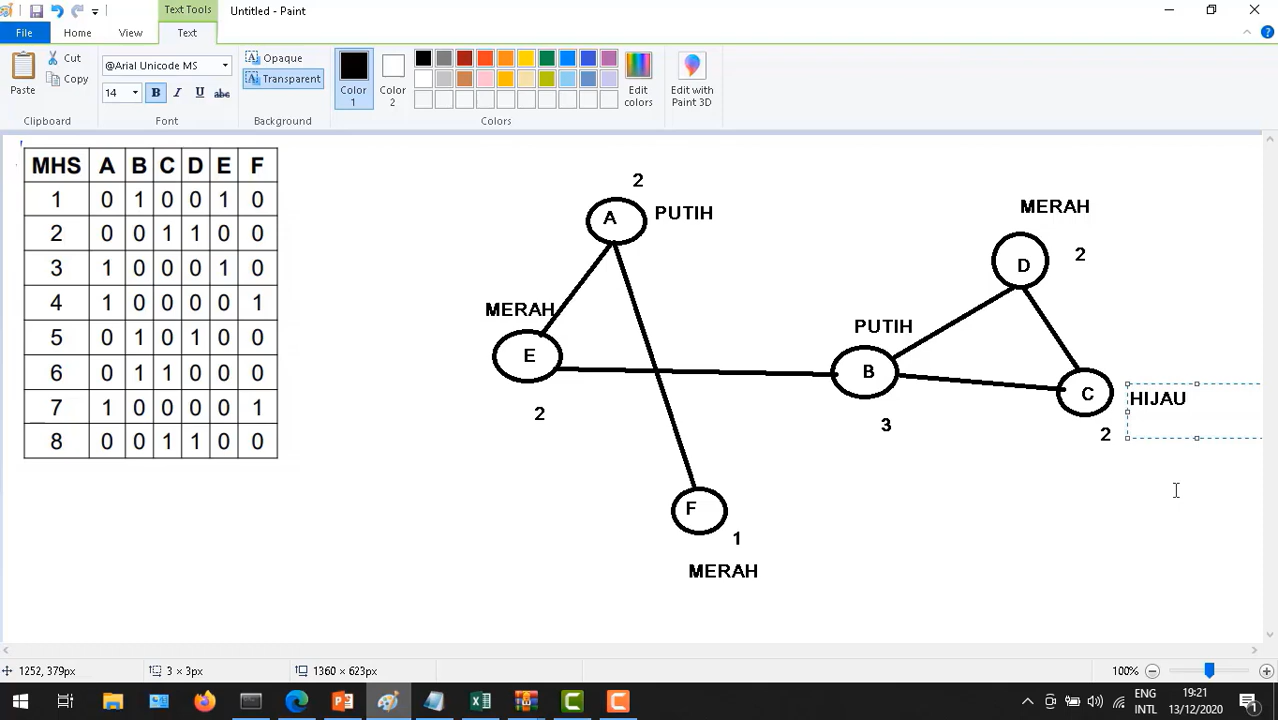 Text Tools
Untitled - Paint
File
Home
View
Text
Paste
Cut
Copy
Clipboard
@Arial Unicode MS
14
B
I
U
abc
Font
Opaque
Transparent
Background
Color 1
Color 2
Edit colors
Edit with Paint 3D
Colors
MHS A B C D E F
1 0 1 0 0 1 0
2 0 0 1 1 0 0
3 1 0 0 0 1 0
4 1 0 0 0 0 1
5 0 1 0 1 0 0
6 0 1 1 0 0 0
7 1 0 0 0 0 1
8 0 0 1 1 0 0
2
A
PUTIH
MERAH
D
2
MERAH
E
2
PUTIH
B
3
C
HIJAU
2
F
1
MERAH
1252, 379px
3 × 3px
1360 × 623px
100%
ENG
INTL
19:21
13/12/2020
1